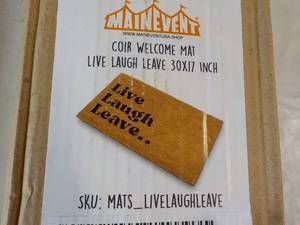 MAINEVENT
WWW.MAINEVENTUSA.SHOP
COIR WELCOME MAT
LIVE LAUGH LEAVE 30X17 INCH
Live
Laugh
Leave..
SKU: MATS_LIVELAUGHLEAVE